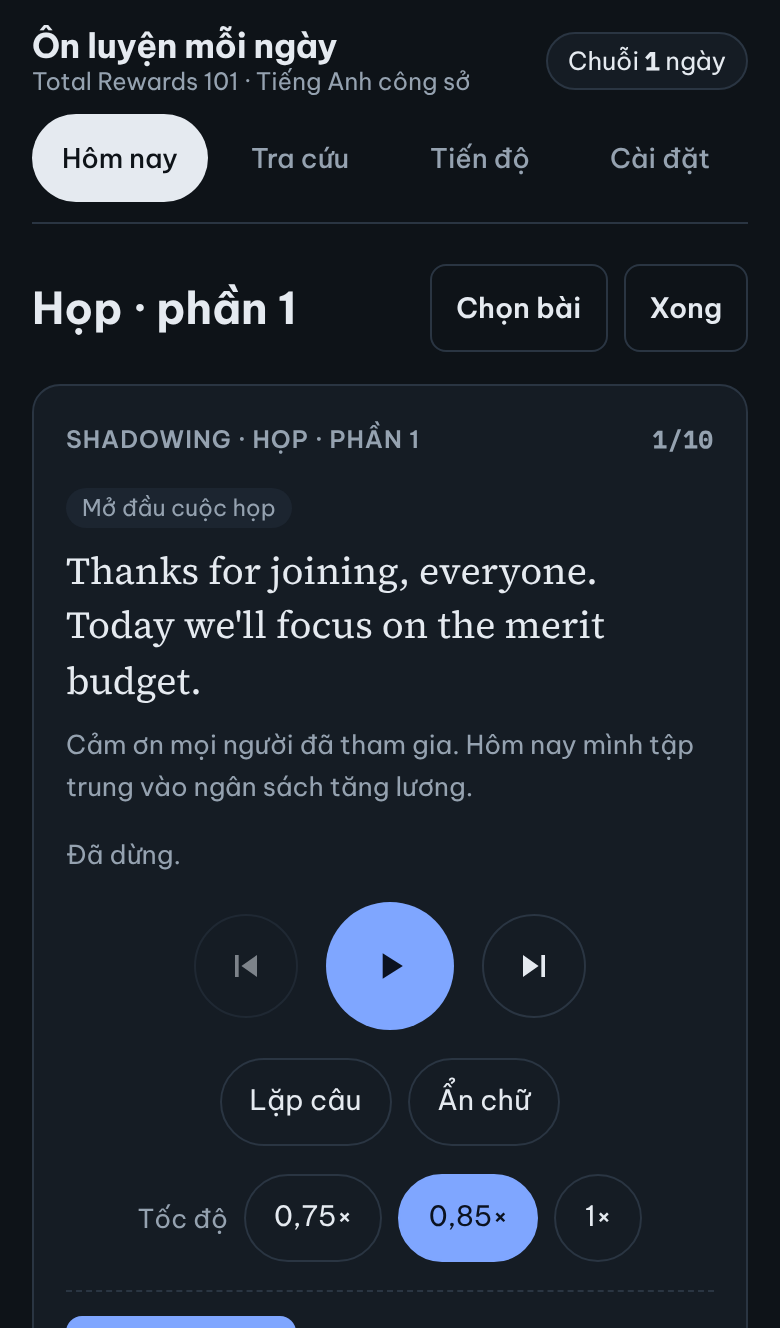 Ôn luyện mỗi ngày
Total Rewards 101 · Tiếng Anh công sở
Chuỗi 1 ngày
Hôm nay
Tra cứu
Tiến độ
Cài đặt
Họp · phần 1
Chọn bài
Xong
SHADOWING · HỌP · PHẦN 1
1/10
Mở đầu cuộc họp
Thanks for joining, everyone.
Today we'll focus on the merit
budget.
Cảm ơn mọi người đã tham gia. Hôm nay mình tập
trung vào ngân sách tăng lương.
Đã dừng.
Lặp câu
Ẩn chữ
Tốc độ
0,75×
0,85×
1×